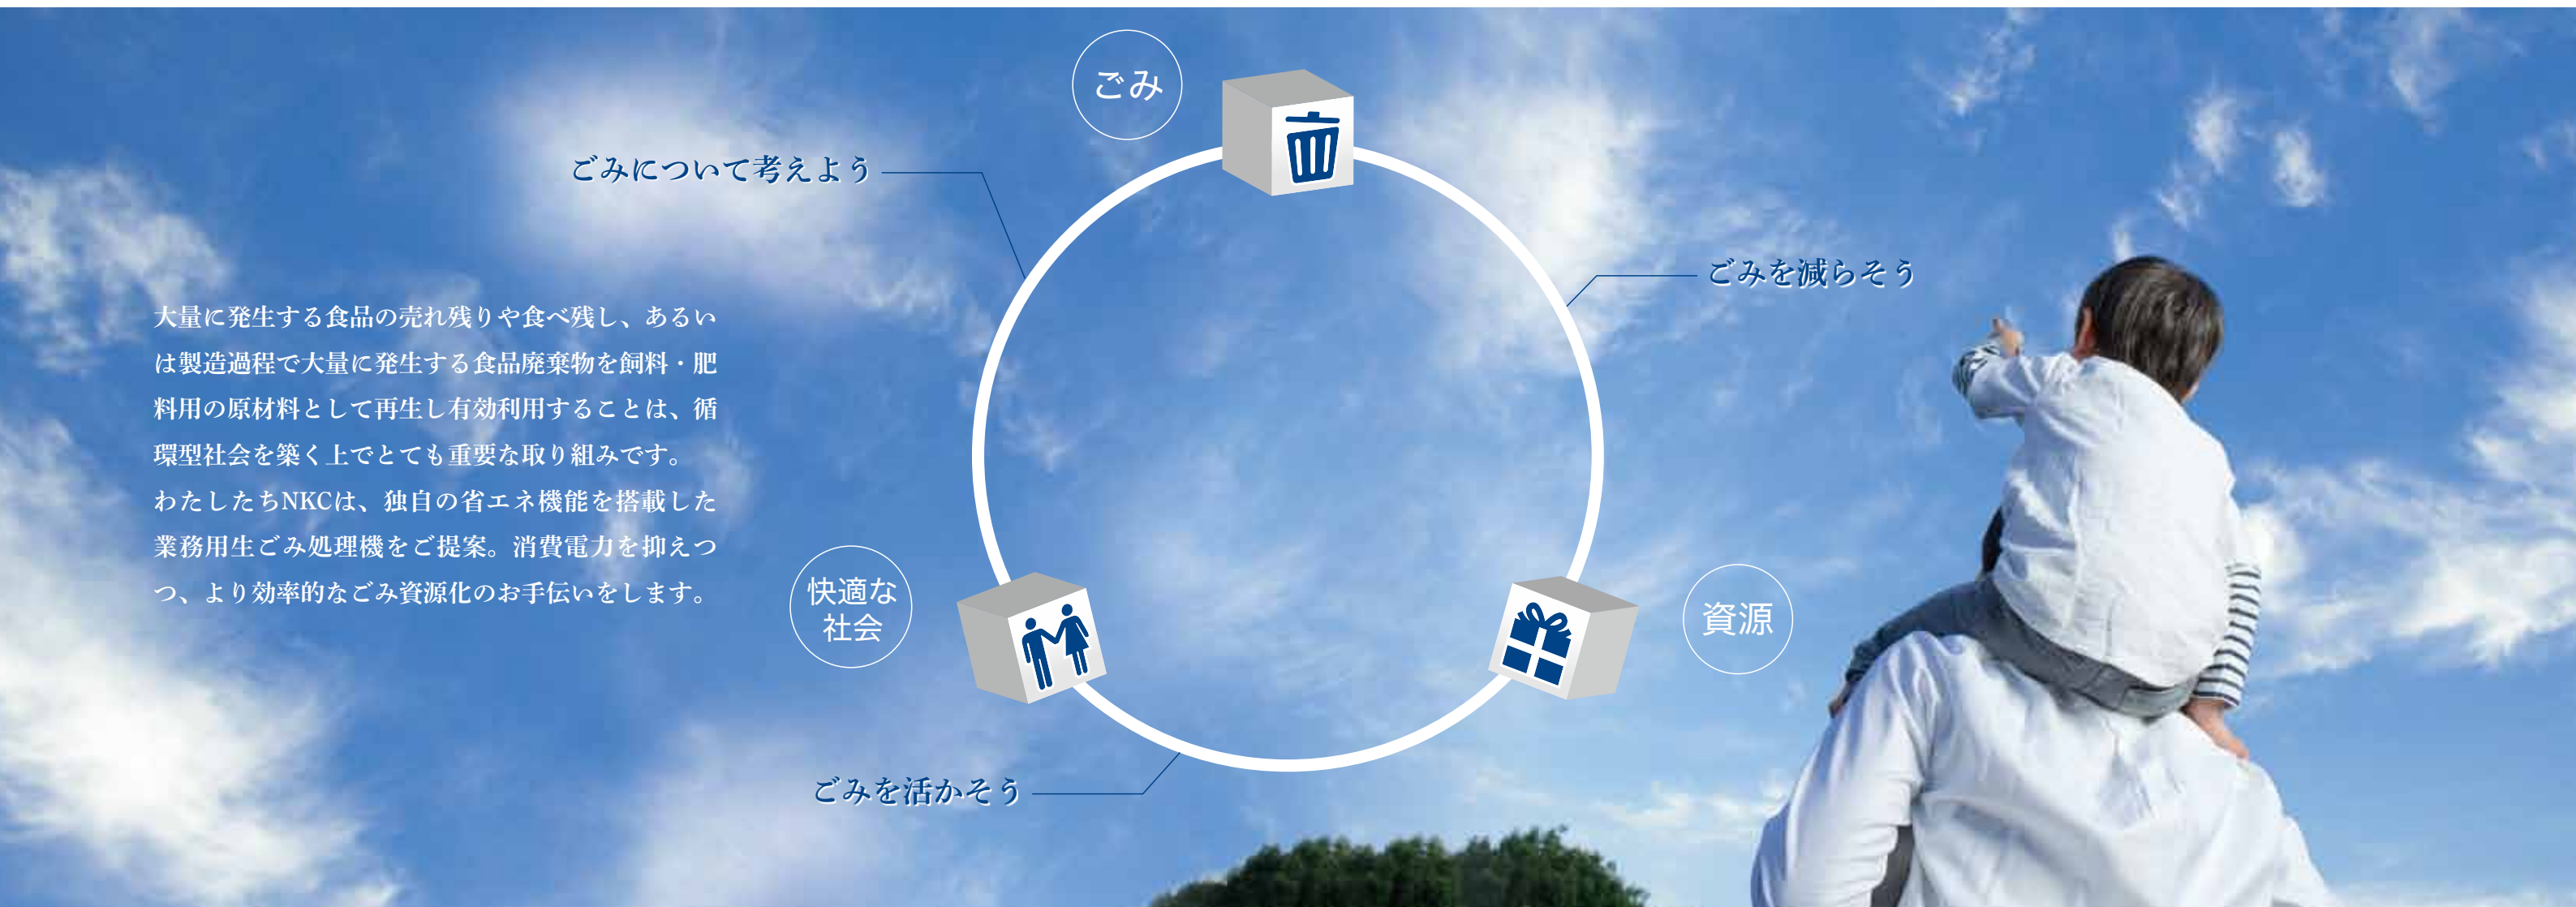 ごみ
ごみについて考えよう
ごみを減らそう
大量に発生する食品の売れ残りや食べ残し、あるい
は製造過程で大量に発生する食品廃棄物を飼料・肥
料用の原材料として再生し有効利用することは、循
環型社会を築く上でとても重要な取り組みです。
わたしたちNKCは、独自の省エネ機能を搭載した
業務用生ごみ処理機をご提案。消費電力を抑えつ
つ、より効率的なごみ資源化のお手伝いをします。
快適な
社会
資源
ごみを活かそう